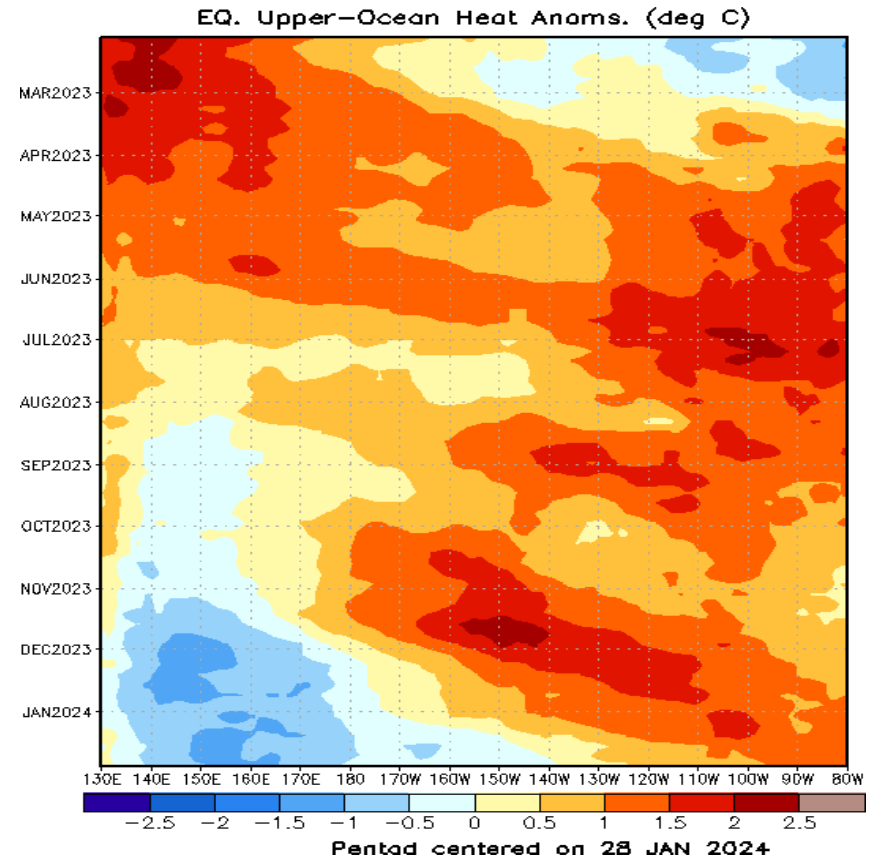 EQ. Upper-Ocean Heat Anoms. (deg C)
MAR2023
APR2023
MAY2023
JUN2023
JUL2023
AUG2023
SEP2023
OCT2023
NOV2023
DEC2023
JAN2024
130E 140E 150E 160E 170E 180 170W 160W 150W 140W 130W 120W 110W 100W 90W 80W
-2.5 -2 -1.5 -1 -0.5 0 0.5 1 1.5 2 2.5
Pentad centered on 28 JAN 2024